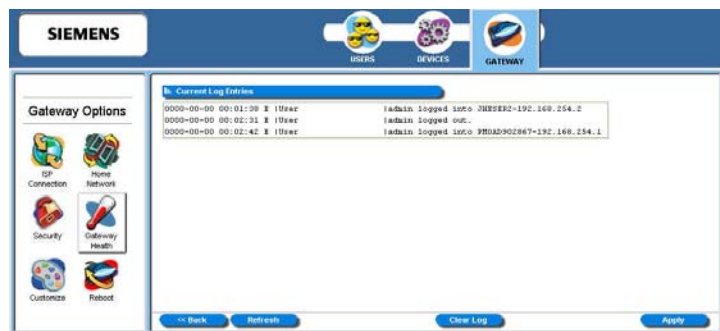 SIEMENS
USERS
DEVICES
GATEWAY
Gateway Options
ISP Connection
Home Network
Security
Gateway Health
Customize
Reboot
Current Log Entries
0000-00-00 00:01:38 I |User |admin logged into JHESER2-192.168.254.2
0000-00-00 00:02:31 I |User |admin logged out.
0000-00-00 00:02:42 I |User |admin logged into PMOAD902867-192.168.254.1
<< Back
Refresh
Clear Log
Apply